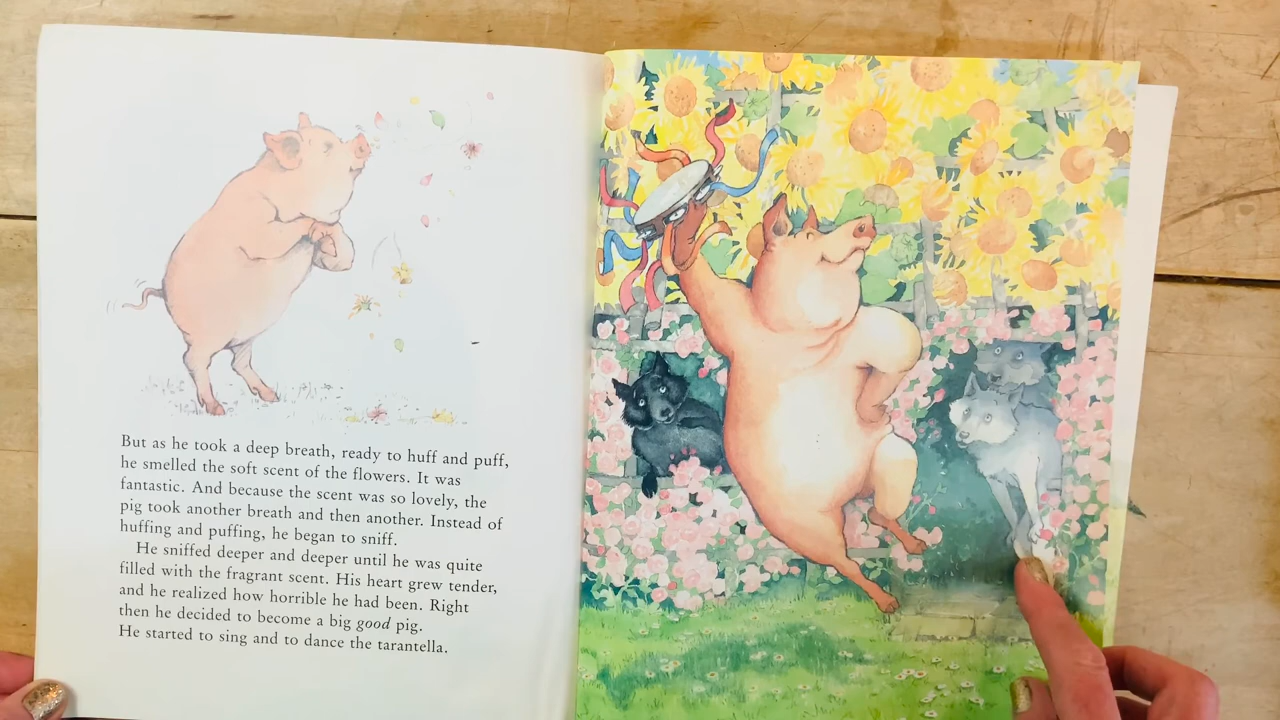 But as he took a deep breath, ready to huff and puff,
he smelled the soft scent of the flowers. It was
fantastic. And because the scent was so lovely, the
pig took another breath and then another. Instead of
huffing and puffing, he began to sniff.
He sniffed deeper and deeper until he was quite
filled with the fragrant scent. His heart grew tender,
and he realized how horrible he had been. Right
then he decided to become a big good pig.
He started to sing and to dance the tarantella.